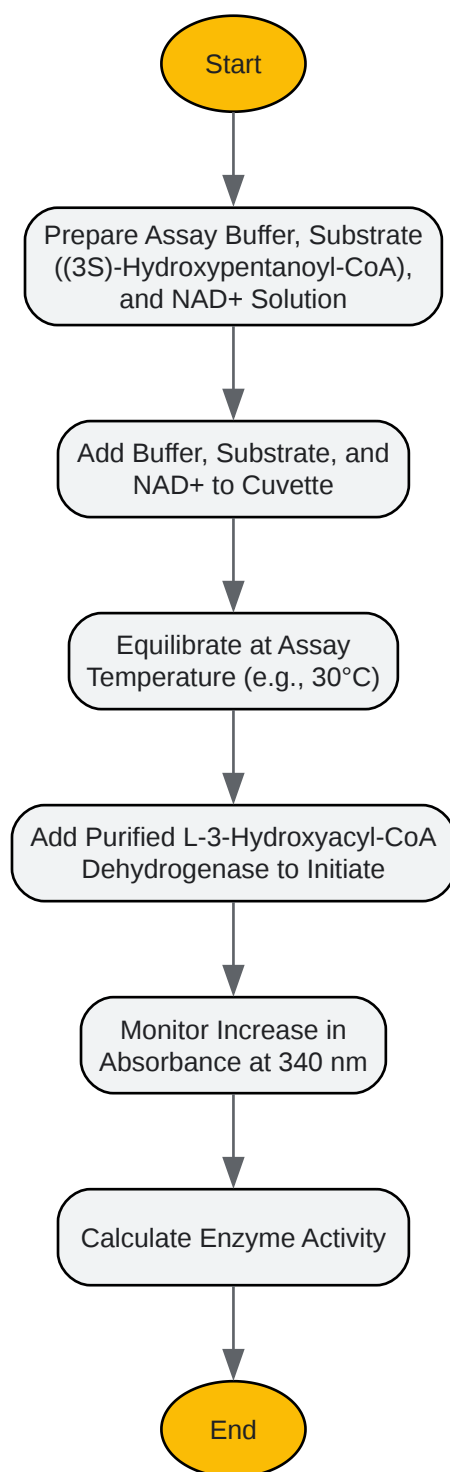 Start
Prepare Assay Buffer, Substrate
((3S)-Hydroxypentanoyl-CoA),
and NAD+ Solution
Add Buffer, Substrate, and
NAD+ to Cuvette
Equilibrate at Assay
Temperature (e.g., 30°C)
Add Purified L-3-Hydroxyacyl-CoA
Dehydrogenase to Initiate
Monitor Increase in
Absorbance at 340 nm
Calculate Enzyme Activity
End